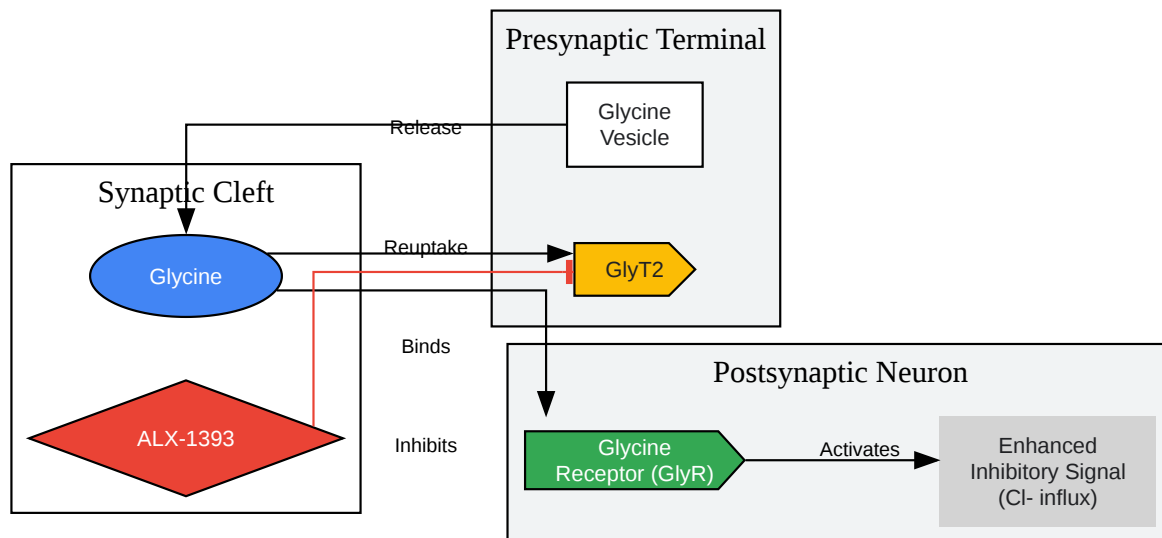 Presynaptic Terminal
Glycine
Vesicle
Release
Synaptic Cleft
Reuptake
Glycine
GlyT2
Binds
Postsynaptic Neuron
ALX-1393
Inhibits
Glycine
Receptor (GlyR)
Activates
Enhanced
Inhibitory Signal
(Cl- influx)